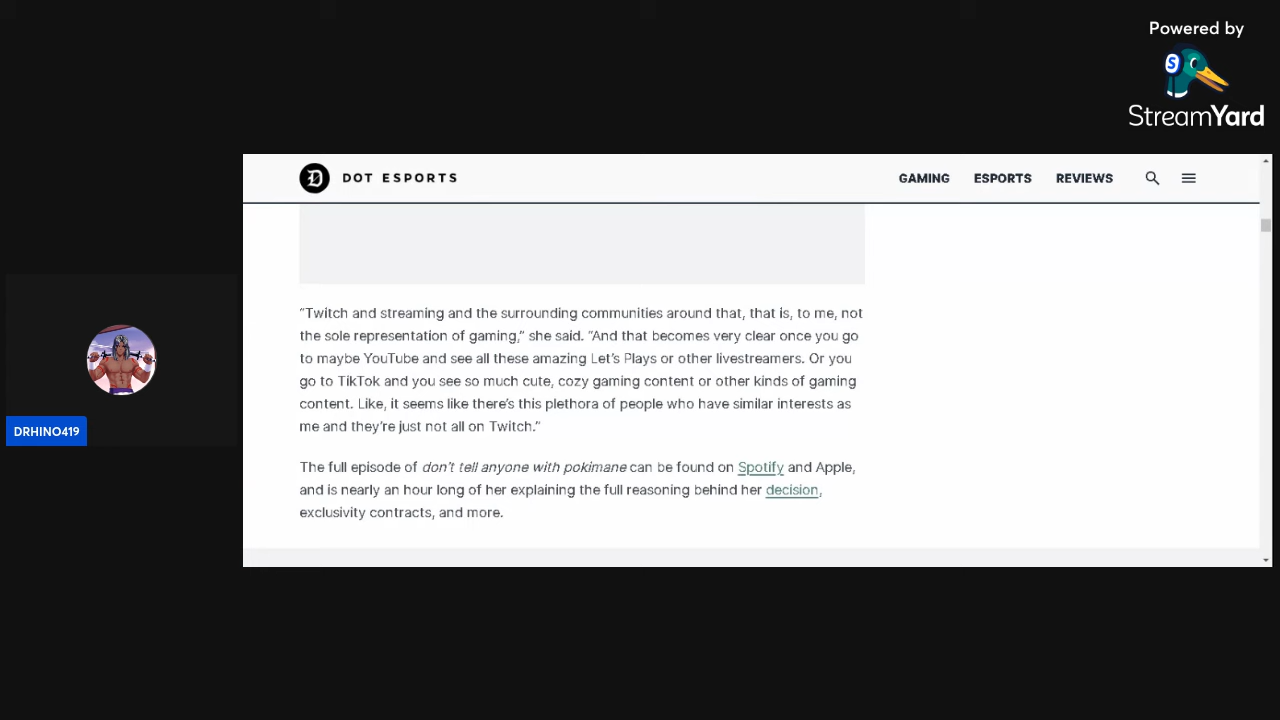 Powered by
S
StreamYard
D DOT ESPORTS
GAMING ESPORTS REVIEWS
“Twitch and streaming and the surrounding communities around that, that is, to me, not
the sole representation of gaming,” she said. “And that becomes very clear once you go
to maybe YouTube and see all these amazing Let’s Plays or other livestreamers. Or you
go to TikTok and you see so much cute, cozy gaming content or other kinds of gaming
content. Like, it seems like there’s this plethora of people who have similar interests as
me and they’re just not all on Twitch.”
The full episode of don’t tell anyone with pokimane can be found on Spotify and Apple,
and is nearly an hour long of her explaining the full reasoning behind her decision,
exclusivity contracts, and more.
DRHINO419